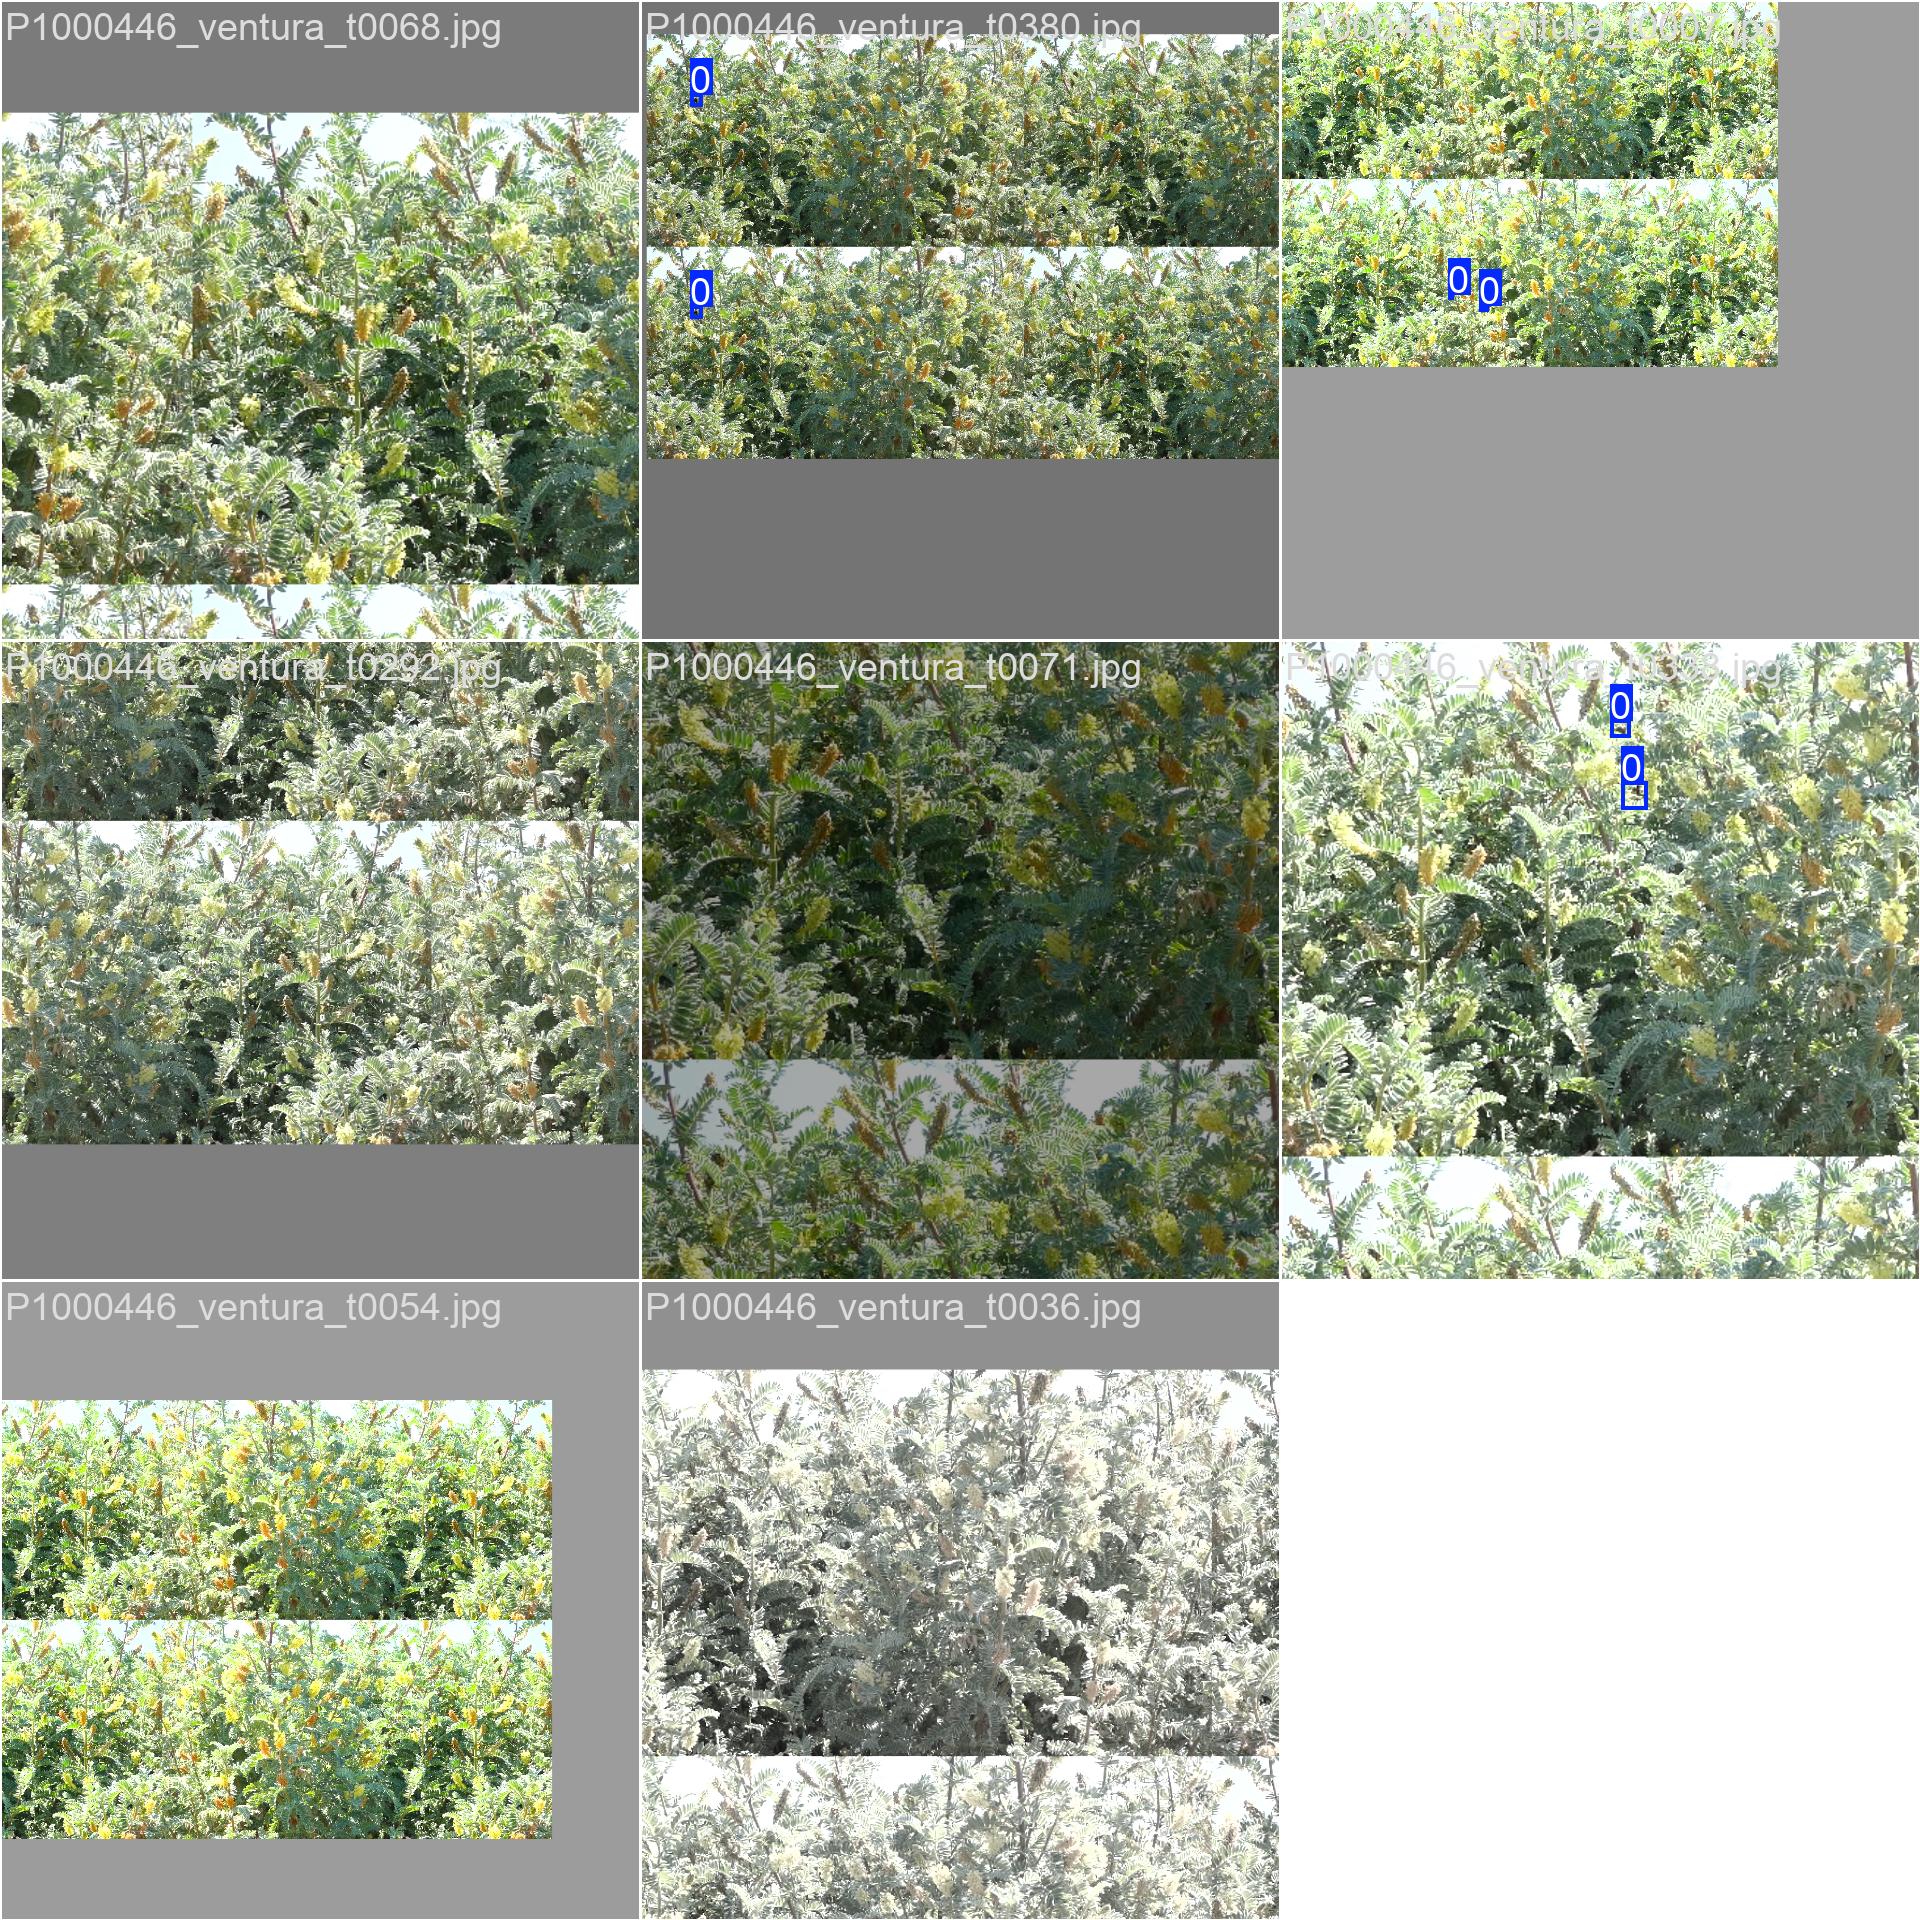 P1000446_ventura_t0068.jpg
P1000446_ventura_t0380.jpg
0
0
0 0
P1000446_ventura_t0292.jpg
P1000446_ventura_t0071.jpg
0
0
P1000446_ventura_t0054.jpg
P1000446_ventura_t0036.jpg